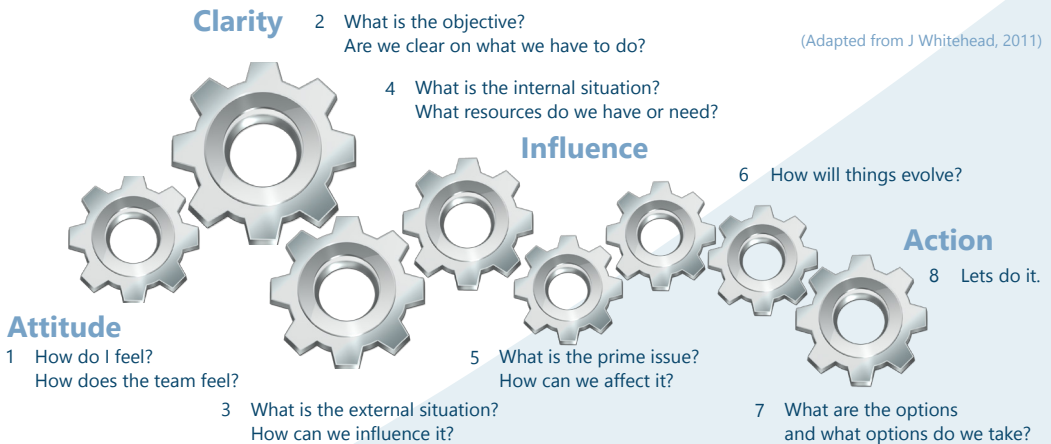 Clarity
2 What is the objective?
Are we clear on what we have to do?
(Adapted from J Whitehead, 2011)
4 What is the internal situation?
What resources do we have or need?
Influence
6 How will things evolve?
Action
8 Lets do it.
Attitude
1 How do I feel?
How does the team feel?
5 What is the prime issue?
How can we affect it?
3 What is the external situation?
How can we influence it?
7 What are the options
and what options do we take?